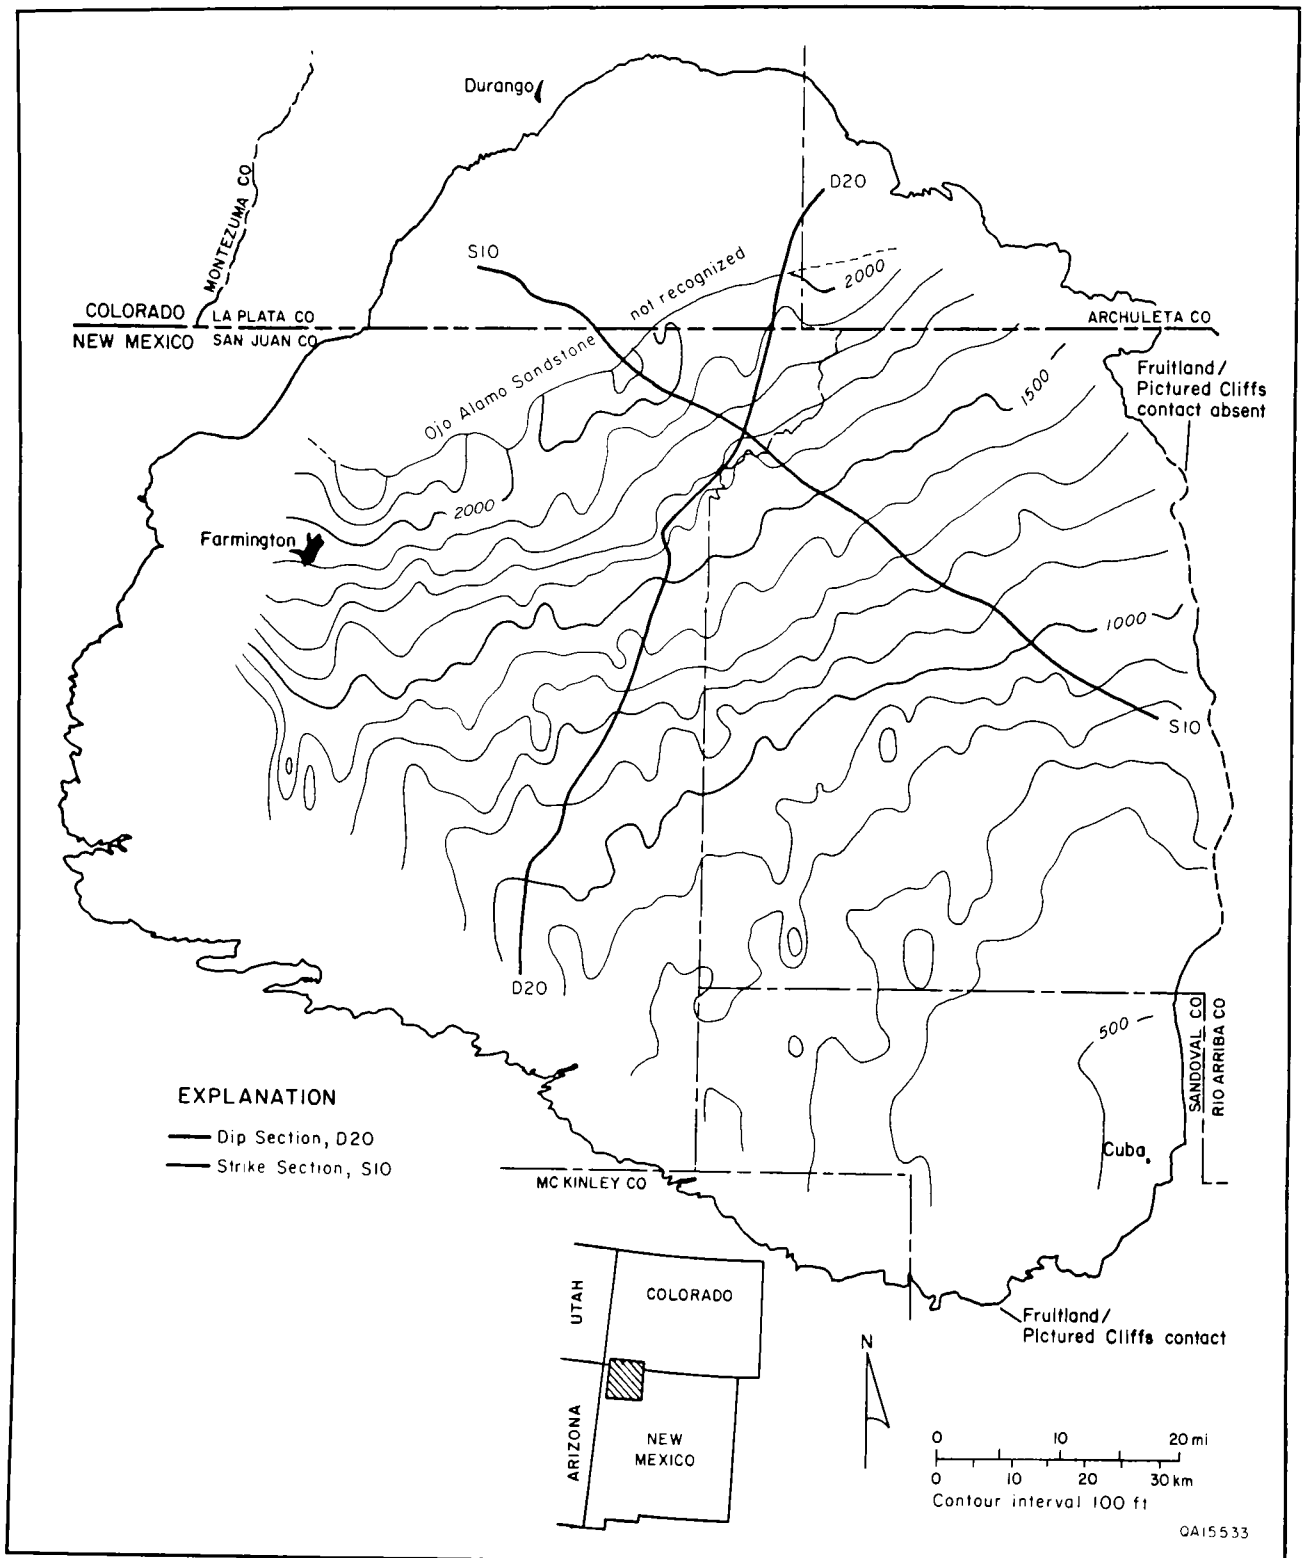 Durango
MONTEZUMA CO
D20
S10
not recognized
2000
COLORADO
LA PLATA CO
ARCHULETA CO
NEW MEXICO
SAN JUAN CO
Ojo Alamo Sandstone
1500
Fruitland/
Pictured Cliffs
contact absent
2000
Farmington
1000
S10
D20
500
SANDOVAL CO
RIO ARRIBA CO
EXPLANATION
Dip Section, D20
Strike Section, S10
Cuba
MC KINLEY CO
UTAH
COLORADO
ARIZONA
NEW
MEXICO
Fruitland/
Pictured Cliffs contact
N
0 10 20 mi
0 10 20 30 km
Contour interval 100 ft
QA15533